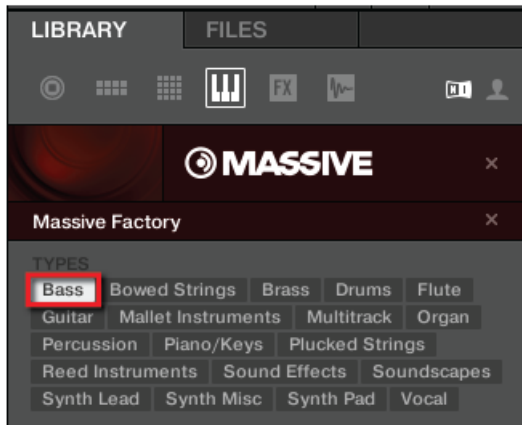 LIBRARY FILES
FX NI
MASSIVE ×
Massive Factory ×
TYPES
Bass Bowed Strings Brass Drums Flute
Guitar Mallet Instruments Multitrack Organ
Percussion Piano/Keys Plucked Strings
Reed Instruments Sound Effects Soundscapes
Synth Lead Synth Misc Synth Pad Vocal